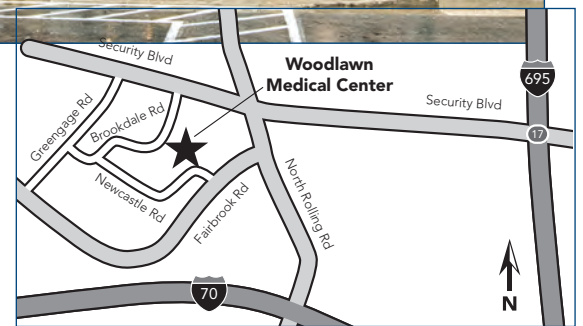 Security Blvd
Woodlawn
Medical Center
695
Greengage Rd
Brookdale Rd
Security Blvd
17
Newcastle Rd
Fairbrook Rd
North Rolling Rd
70
N